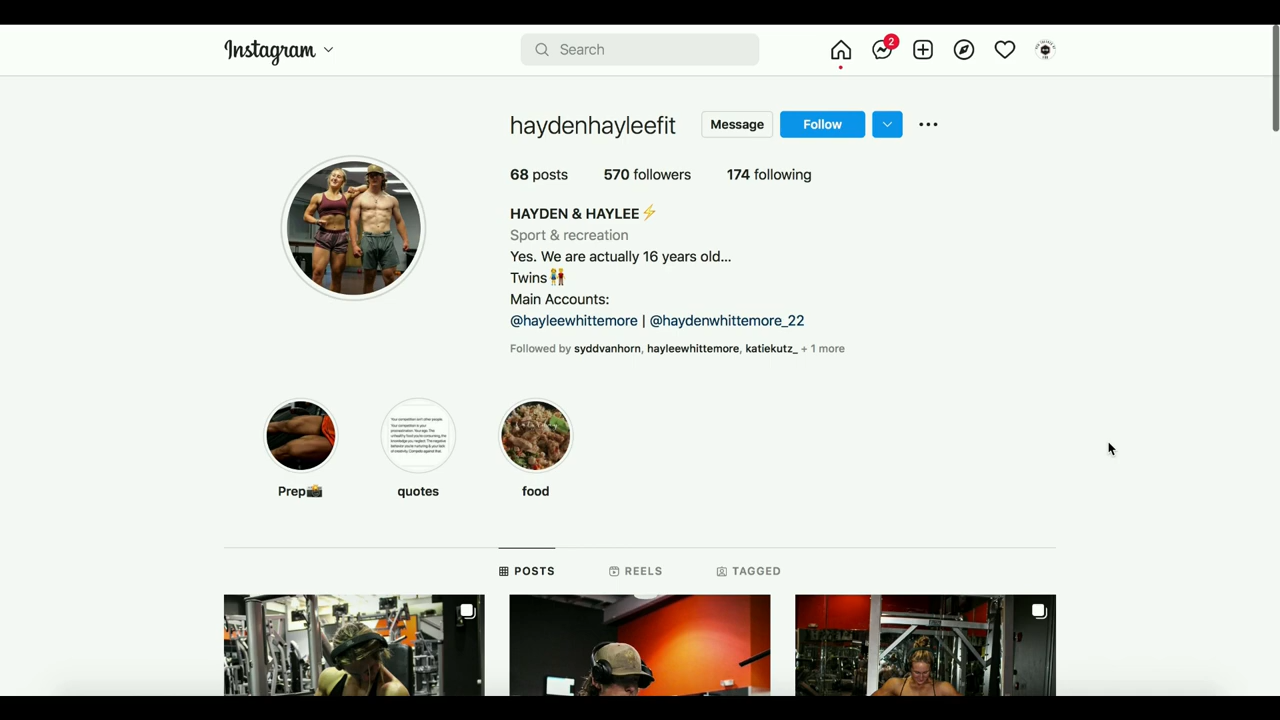 Instagram
Search
2
haydenhayleefit
Message
Follow
68 posts
570 followers
174 following
HAYDEN & HAYLEE⚡
Sport & recreation
Yes. We are actually 16 years old...
Twins👫
Main Accounts:
@hayleewhittemore | @haydenwhittemore_22
Followed by syddvanhorn, hayleewhittemore, katiekutz_ + 1 more
Prep📸
quotes
food
POSTS
REELS
TAGGED